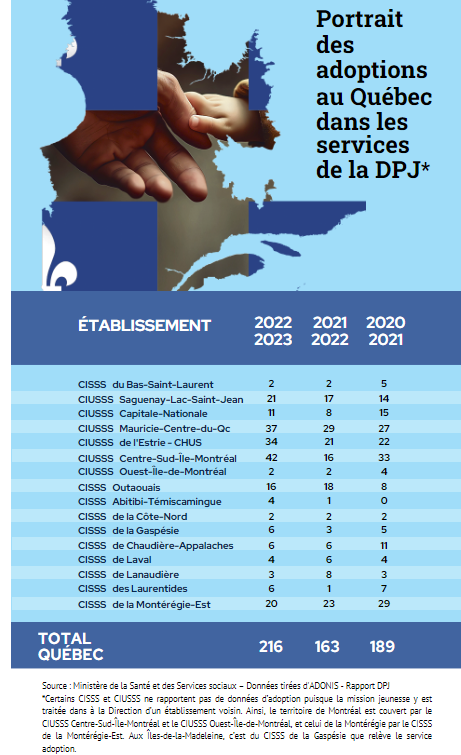 Portrait
des
adoptions
au Québec
dans les
services
de la DPJ*
ÉTABLISSEMENT 2022 2023 2021 2022 2020 2021
CISSS du Bas-Saint-Laurent 2 2 5
CIUSSS Saguenay-Lac-Saint-Jean 21 17 14
CIUSSS Capitale-Nationale 11 8 15
CIUSSS Mauricie-Centre-du-Qc 37 29 27
CIUSSS de l'Estrie - CHUS 34 21 22
CIUSSS Centre-Sud-Île-Montréal 42 16 33
CIUSSS Ouest-Île-de-Montréal 2 2 4
CISSS Outaouais 16 18 8
CISSS Abitibi-Témiscamingue 4 1 0
CISSS de la Côte-Nord 2 2 2
CISSS de la Gaspésie 6 3 5
CISSS de Chaudière-Appalaches 6 6 11
CISSS de Laval 4 6 4
CISSS de Lanaudière 3 8 3
CISSS des Laurentides 6 1 7
CISSS de la Montérégie-Est 20 23 29
TOTAL
QUÉBEC 216 163 189
Source : Ministère de la Santé et des Services sociaux – Données tirées d'ADONIS - Rapport DPJ
*Certains CISSS et CIUSSS ne rapportent pas de données d'adoption puisque la mission jeunesse y est
traitée dans à la Direction d'un établissement voisin. Ainsi, le territoire de Montréal est couvert par le
CIUSSS Centre-Sud-Île-Montréal et le CIUSSS Ouest-Île-de-Montréal, et celui de la Montérégie par le CISSS
de la Montérégie-Est. Aux Îles-de-la-Madeleine, c'est du CISSS de la Gaspésie que relève le service
adoption.